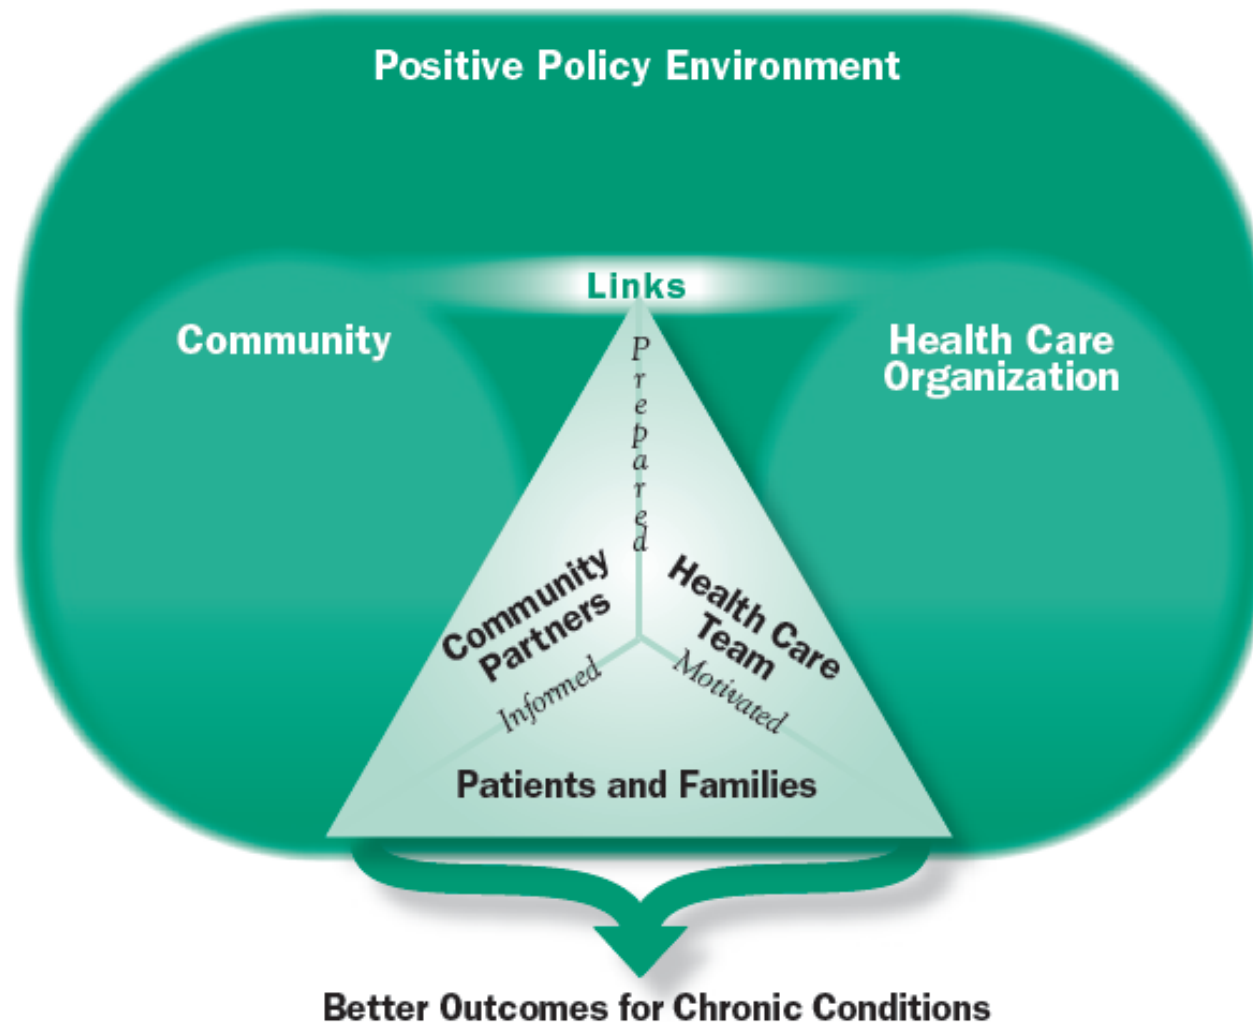 Positive Policy Environment
Links
Community
Health Care
Organization
Prepared
Community
Partners
Health Care
Team
Informed
Motivated
Patients and Families
Better Outcomes for Chronic Conditions